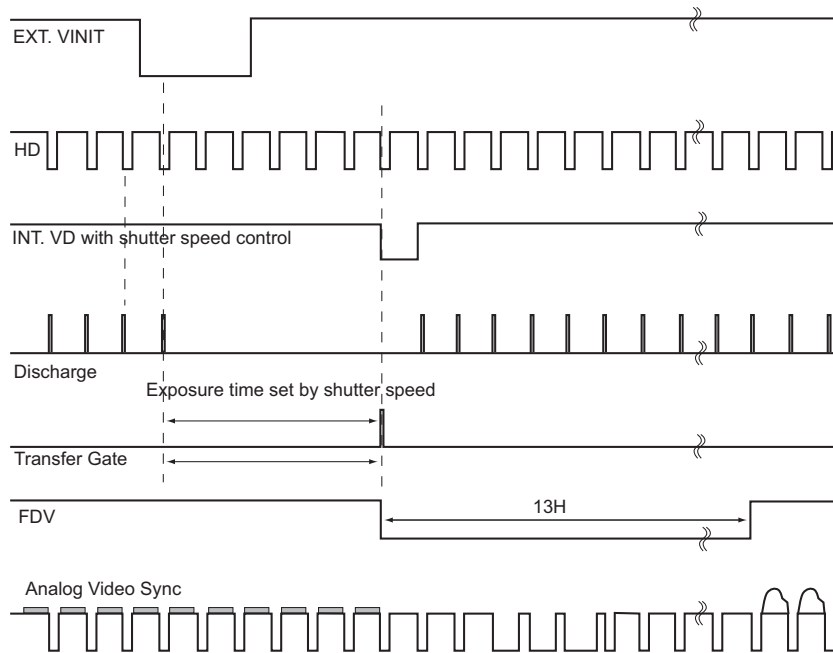 EXT. VINIT
HD
INT. VD with shutter speed control
Discharge
Exposure time set by shutter speed
Transfer Gate
FDV
13H
Analog Video Sync